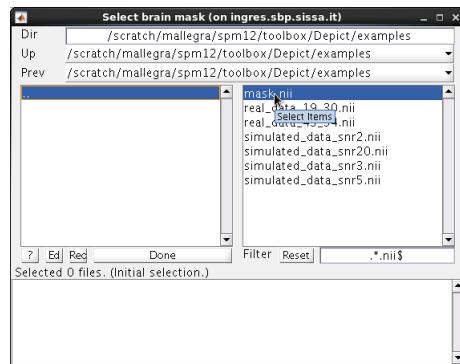 Select brain mask (on ingres.sbp.sissa.it)
Dir /scratch/mallegra/spm12/toolbox/Depict/examples
Up /scratch/mallegra/spm12/toolbox/Depict/examples
Prev /scratch/mallegra/spm12/toolbox/Depict/examples
..
mask.nii
real_data_19_30.nii
Select Items
simulated_data_snr2.nii
simulated_data_snr20.nii
simulated_data_snr3.nii
simulated_data_snr5.nii
? Ed Rec Done Filter Reset .*.nii$
Selected 0 files. (Initial selection.)